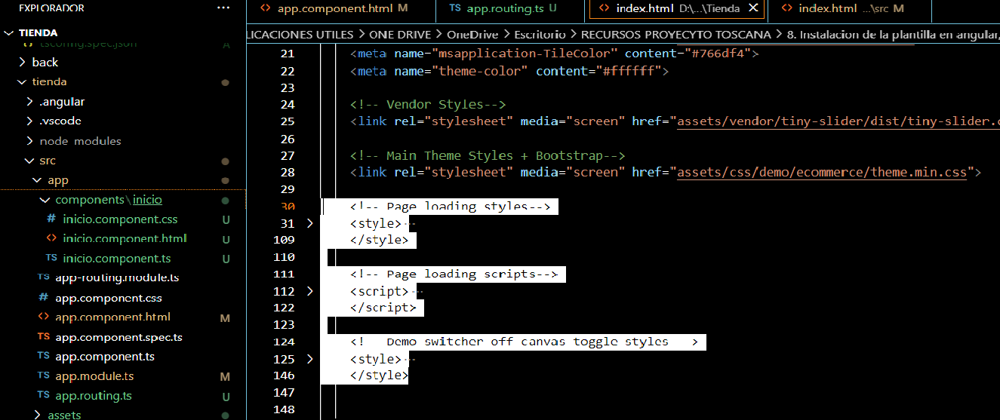 EXPLORADOR
···
TIENDA
tsconfig.spec.json A
back
tienda
.angular
.vscode
node_modules
src
app
components\inicio
# inicio.component.css U
<> inicio.component.html U
TS inicio.component.ts U
TS app-routing.module.ts
# app.component.css
<> app.component.html M
TS app.component.spec.ts
TS app.component.ts
TS app.module.ts M
TS app.routing.ts U
assets
<> app.component.html M
TS app.routing.ts U
<> index.html D:\...\Tienda
<> index.html ...\src M
LICACIONES UTILES > ONE DRIVE > OneDrive > Escritorio > RECURSOS PROYECYTO TOSCANA > 8. Instalacion de la plantilla en angular,
21 <meta name="msapplication-TileColor" content="#766df4">
22 <meta name="theme-color" content="#ffffff">
23
24 <!-- Vendor Styles-->
25 <link rel="stylesheet" media="screen" href="assets/vendor/tiny-slider/dist/tiny-slider.c
26
27 <!-- Main Theme Styles + Bootstrap-->
28 <link rel="stylesheet" media="screen" href="assets/css/demo/ecommerce/theme.min.css">
29
30 <!-- Page loading styles-->
31 > <style>···
109 </style>
110
111 <!-- Page loading scripts-->
112 > <script>···
122 </script>
123
124 <! Demo switcher off canvas toggle styles >
125 > <style>···
146 </style>
147
148